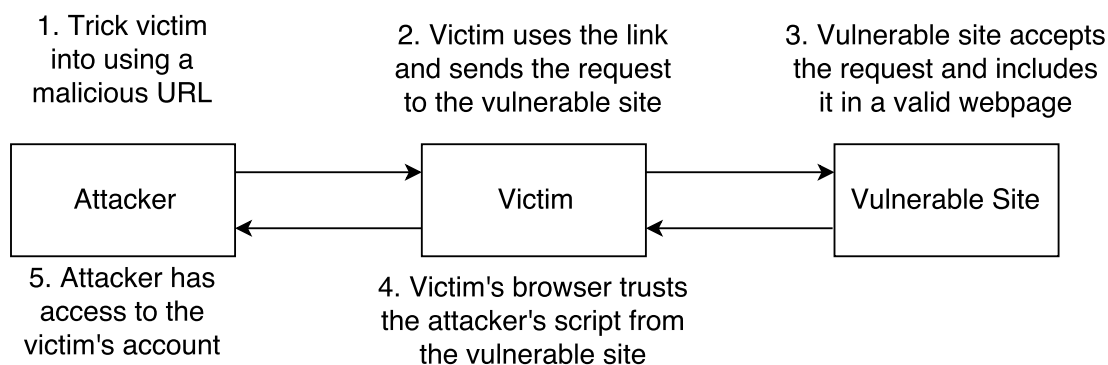 1. Trick victim
into using a
malicious URL
2. Victim uses the link
and sends the request
to the vulnerable site
3. Vulnerable site accepts
the request and includes
it in a valid webpage
Attacker
Victim
Vulnerable Site
5. Attacker has
access to the
victim's account
4. Victim's browser trusts
the attacker's script from
the vulnerable site